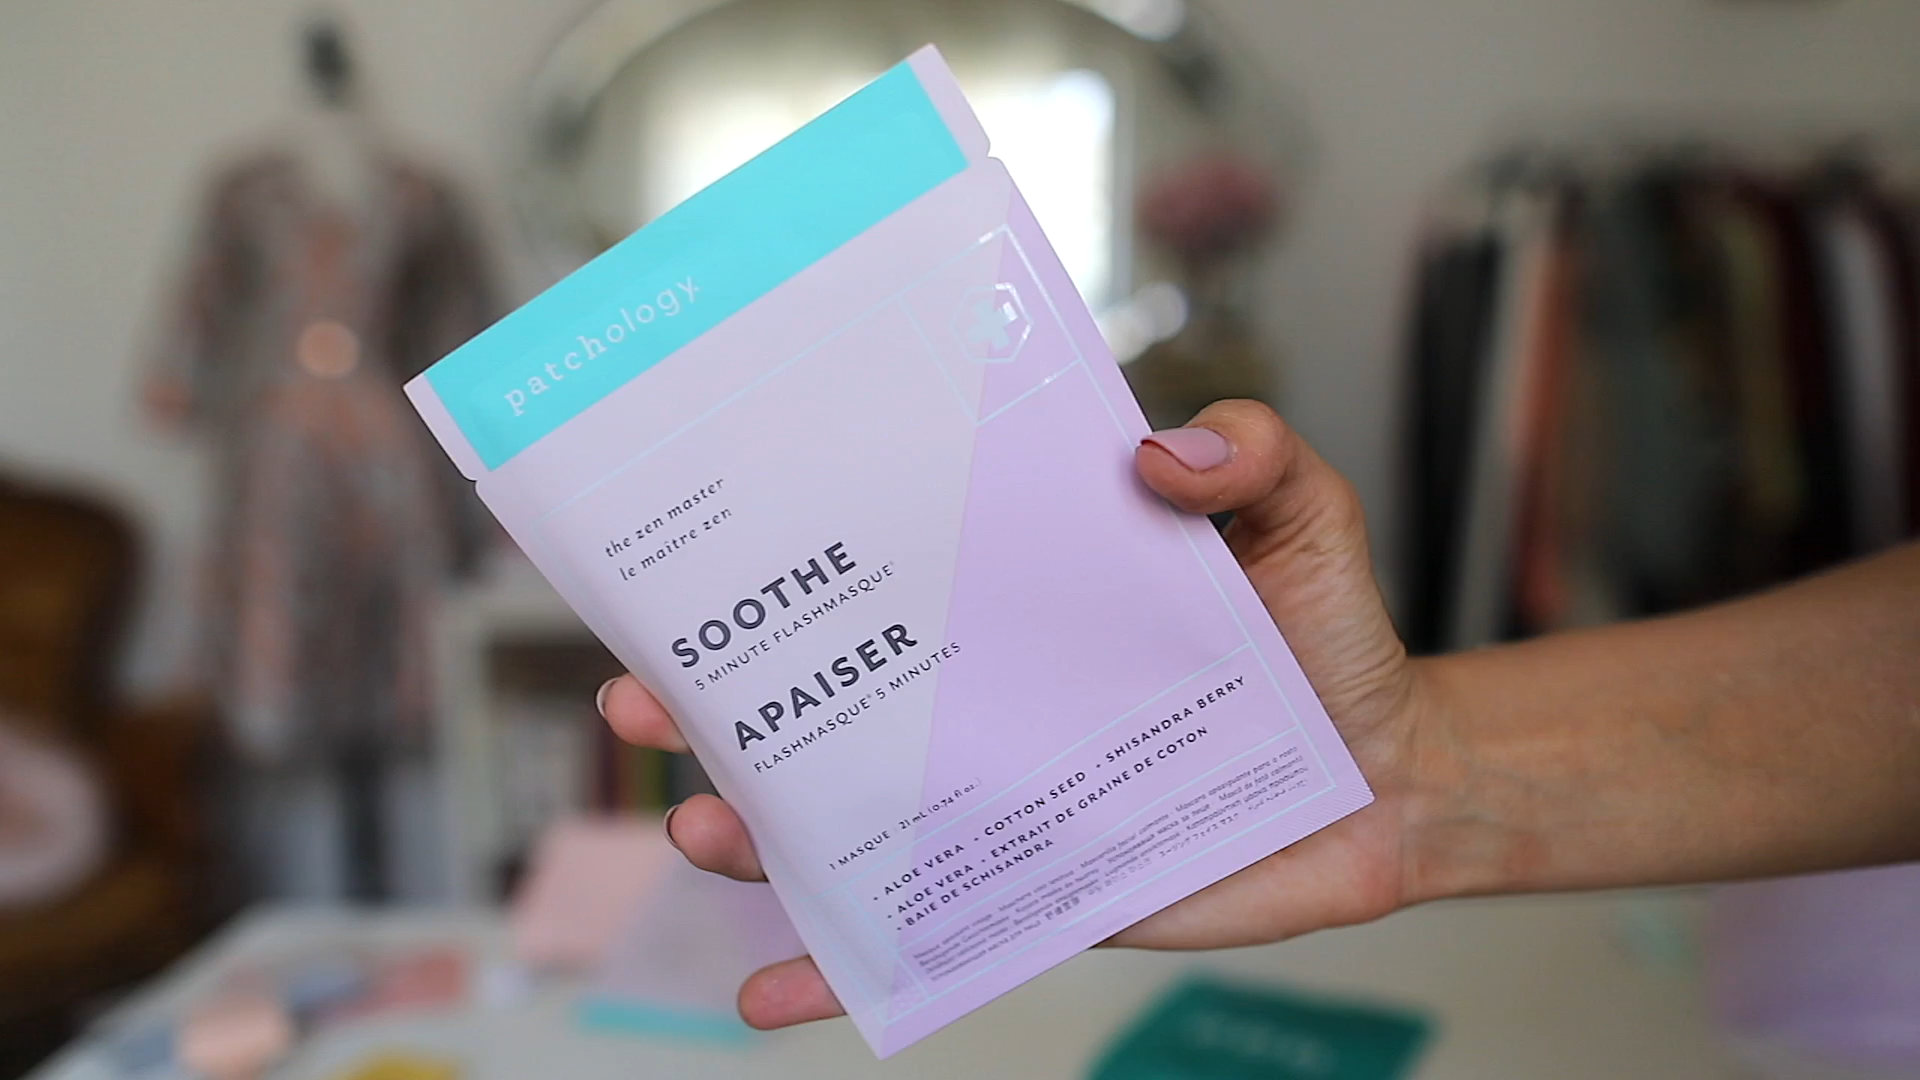 patchology.
the zen master
le maître zen
SOOTHE
5 MINUTE FLASHMASQUE®
APAISER
FLASHMASQUE® 5 MINUTES
1 MASQUE 21 mL (0.74 fl oz.)
• ALOE VERA • COTTON SEED • SHISANDRA BERRY
• ALOE VERA • EXTRAIT DE GRAINE DE COTON
• BAIE DE SCHISANDRA